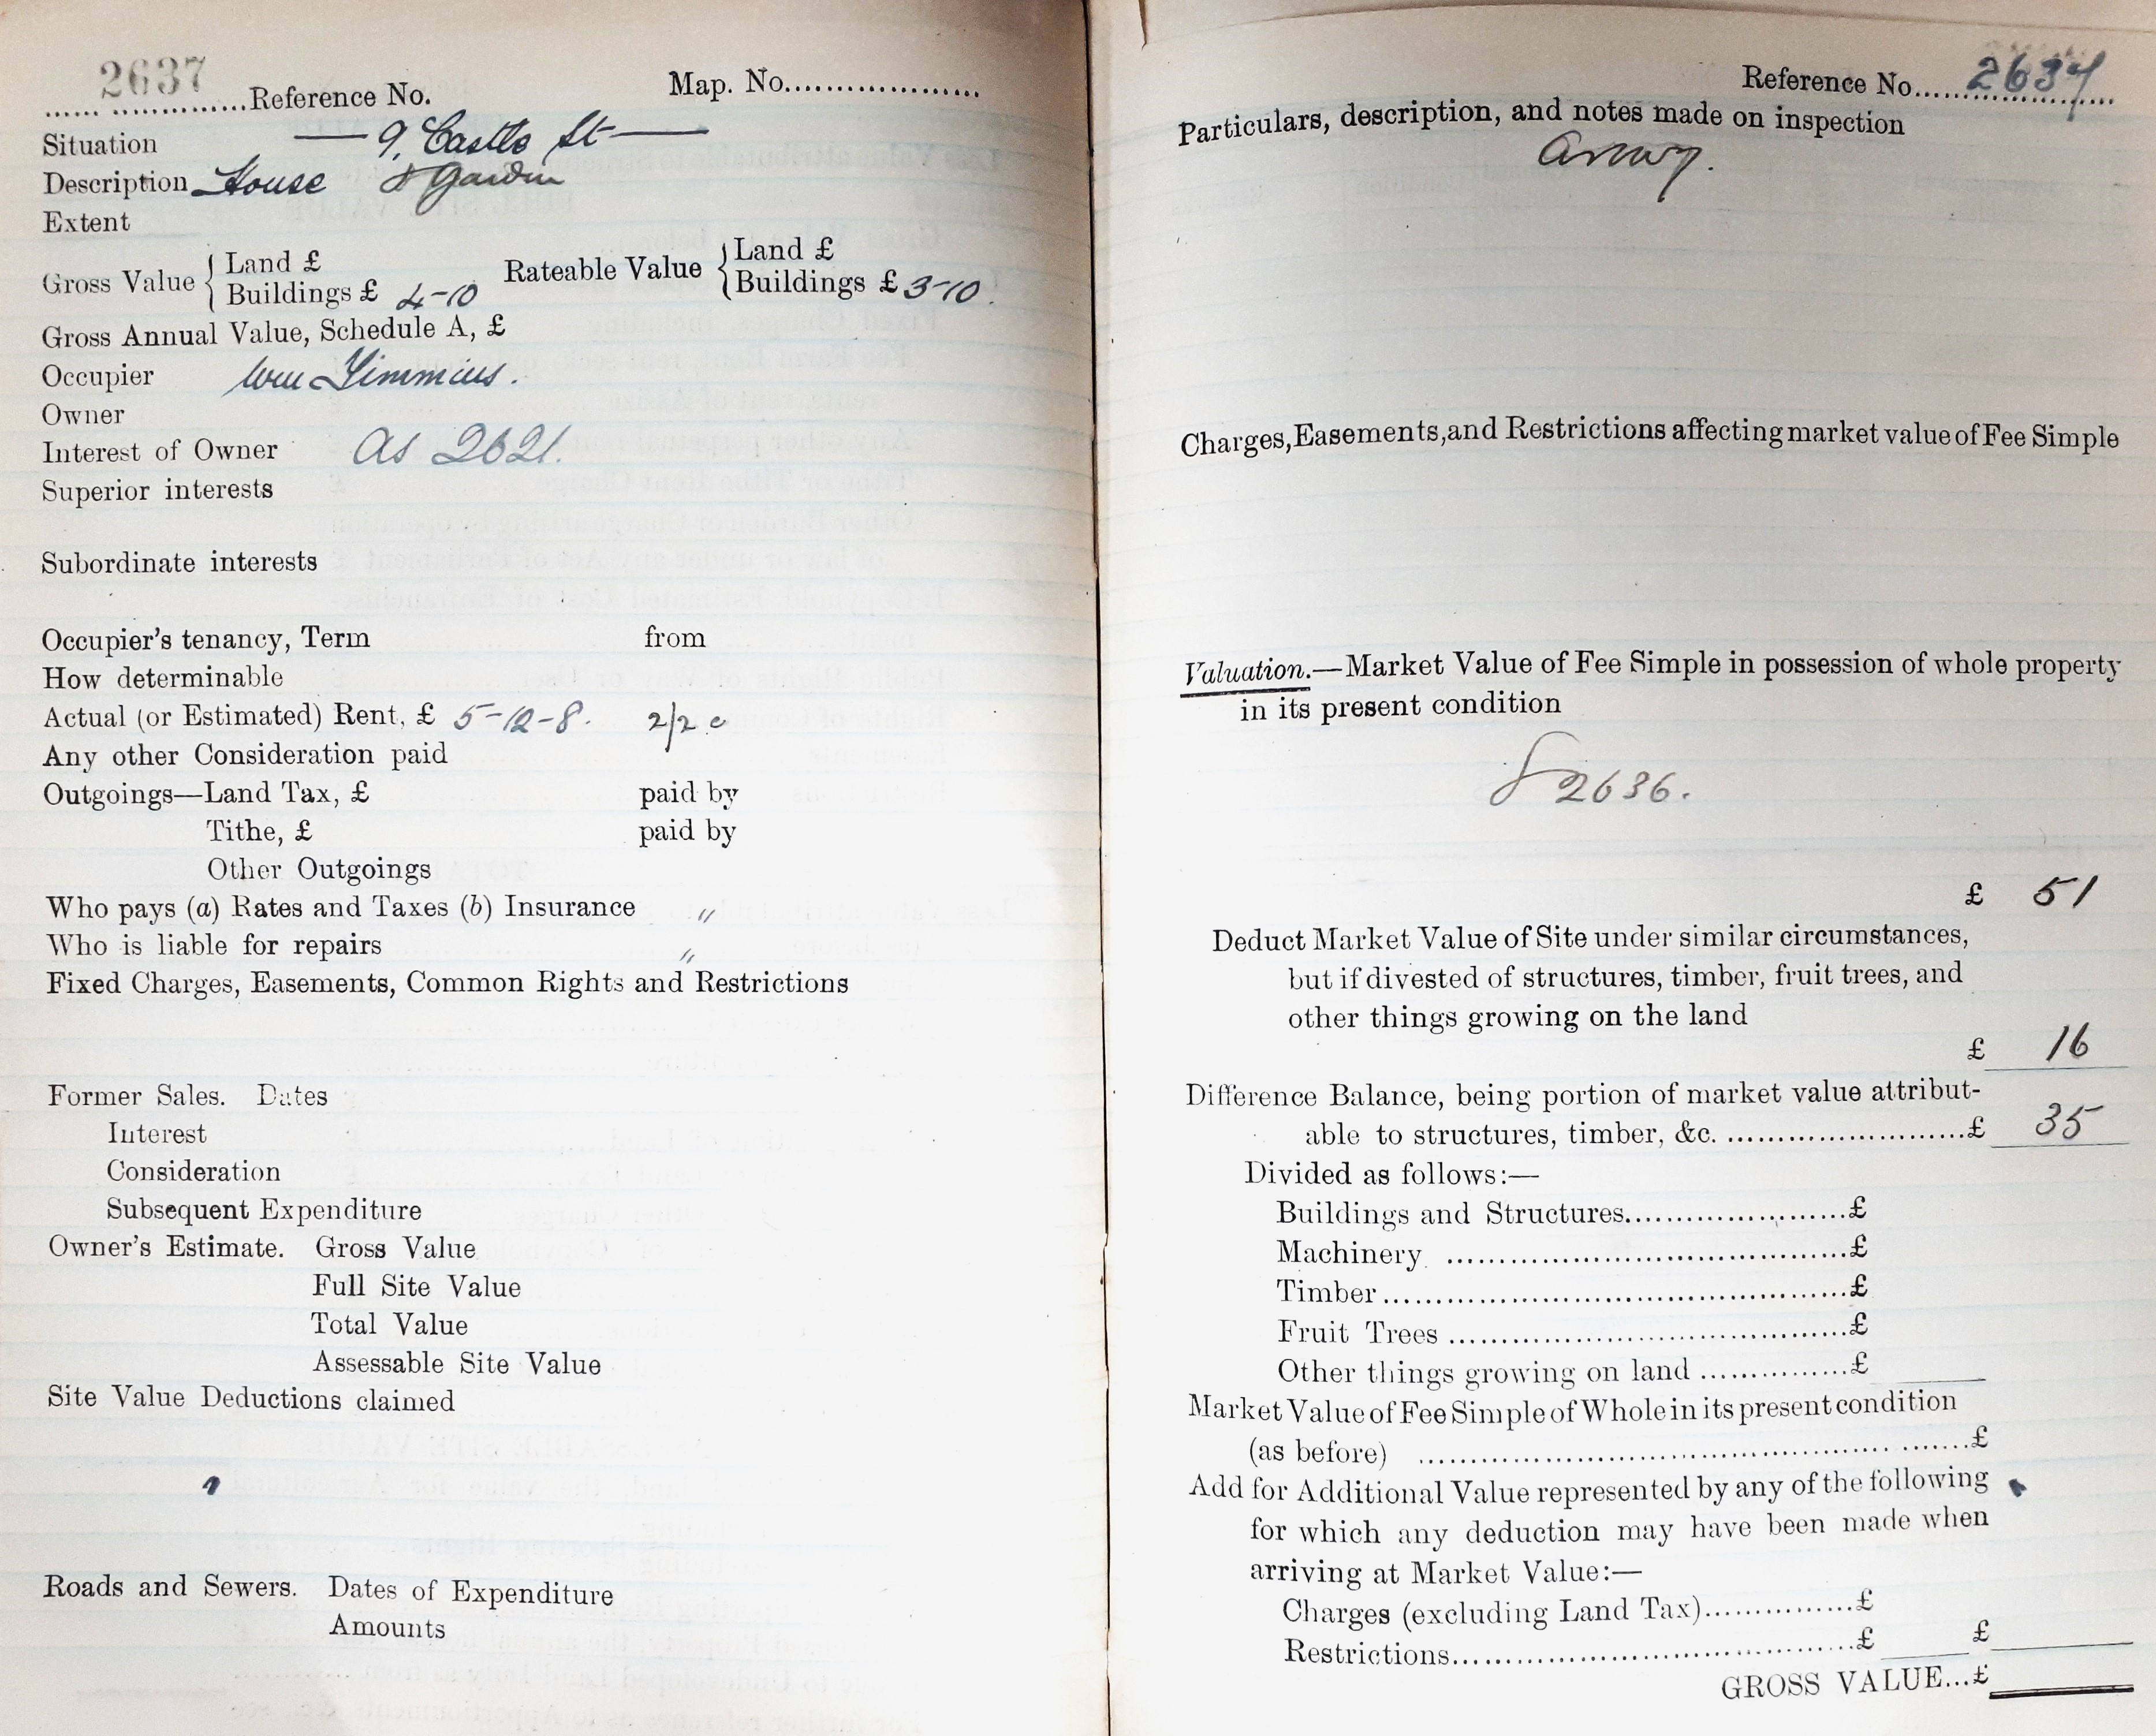 2637
...... .............Reference No. Map. No.....................
Situation — 9, Castle St —
Description House & Garden
Extent
Gross Value { Land £
Buildings £ 4-10
Rateable Value { Land £
Buildings £ 3-10.
Gross Annual Value, Schedule A, £
Occupier Wm Timmins.
Owner
Interest of Owner as 2621.
Superior interests
Subordinate interests
Occupier's tenancy, Term from
How determinable
Actual (or Estimated) Rent, £ 5-12-8. 2/2
Any other Consideration paid
Outgoings—Land Tax, £ paid by
Tithe, £ paid by
Other Outgoings
Who pays (a) Rates and Taxes (b) Insurance "
Who is liable for repairs "
Fixed Charges, Easements, Common Rights and Restrictions
Former Sales. Dates
Interest
Consideration
Subsequent Expenditure
Owner's Estimate. Gross Value
Full Site Value
Total Value
Assessable Site Value
Site Value Deductions claimed
Roads and Sewers. Dates of Expenditure
Amounts
Reference No. 2637
Particulars, description, and notes made on inspection
Charges, Easements, and Restrictions affecting market value of Fee Simple
Valuation.—Market Value of Fee Simple in possession of whole property
in its present condition
2636.
£ 51
Deduct Market Value of Site under similar circumstances,
but if divested of structures, timber, fruit trees, and
other things growing on the land
£ 16
Difference Balance, being portion of market value attribut-
able to structures, timber, &c. .........................£ 35
Divided as follows:—
Buildings and Structures.......................£
Machinery .........................................£
Timber................................................£
Fruit Trees .........................................£
Other things growing on land ...............£
Market Value of Fee Simple of Whole in its present condition
(as before) .......................................................£
Add for Additional Value represented by any of the following
for which any deduction may have been made when
arriving at Market Value:—
Charges (excluding Land Tax)...............£
Restrictions..........................................£ £
GROSS VALUE...£